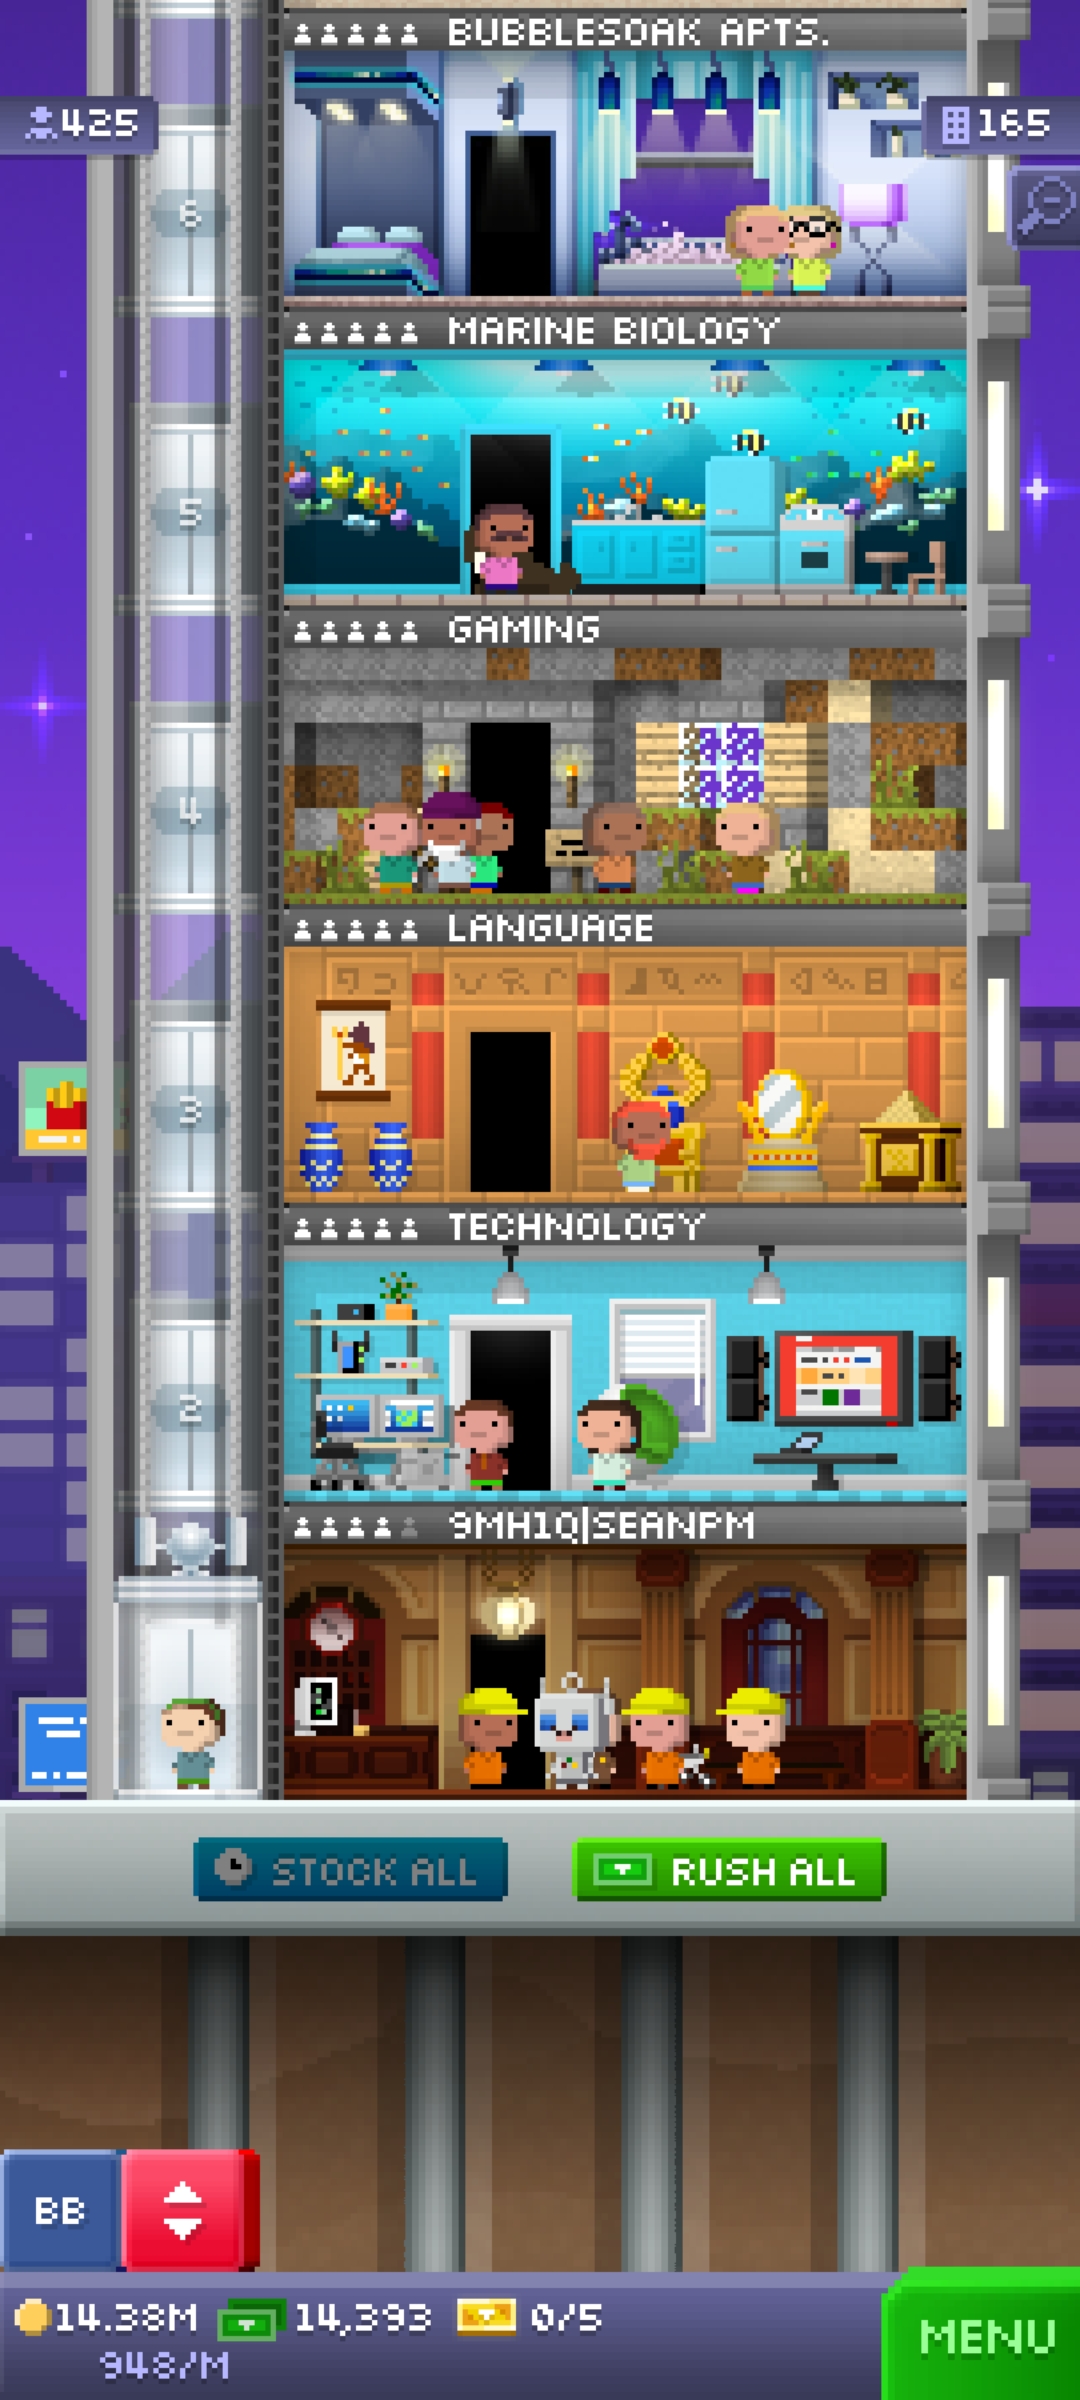 BUBBLESOAK APTS.
425
165
6
MARINE BIOLOGY
5
GAMING
4
LANGUAGE
3
TECHNOLOGY
2
9MH1Q|SEANPM
STOCK ALL
RUSH ALL
BB
14.38M
14,393
0/5
948/M
MENU